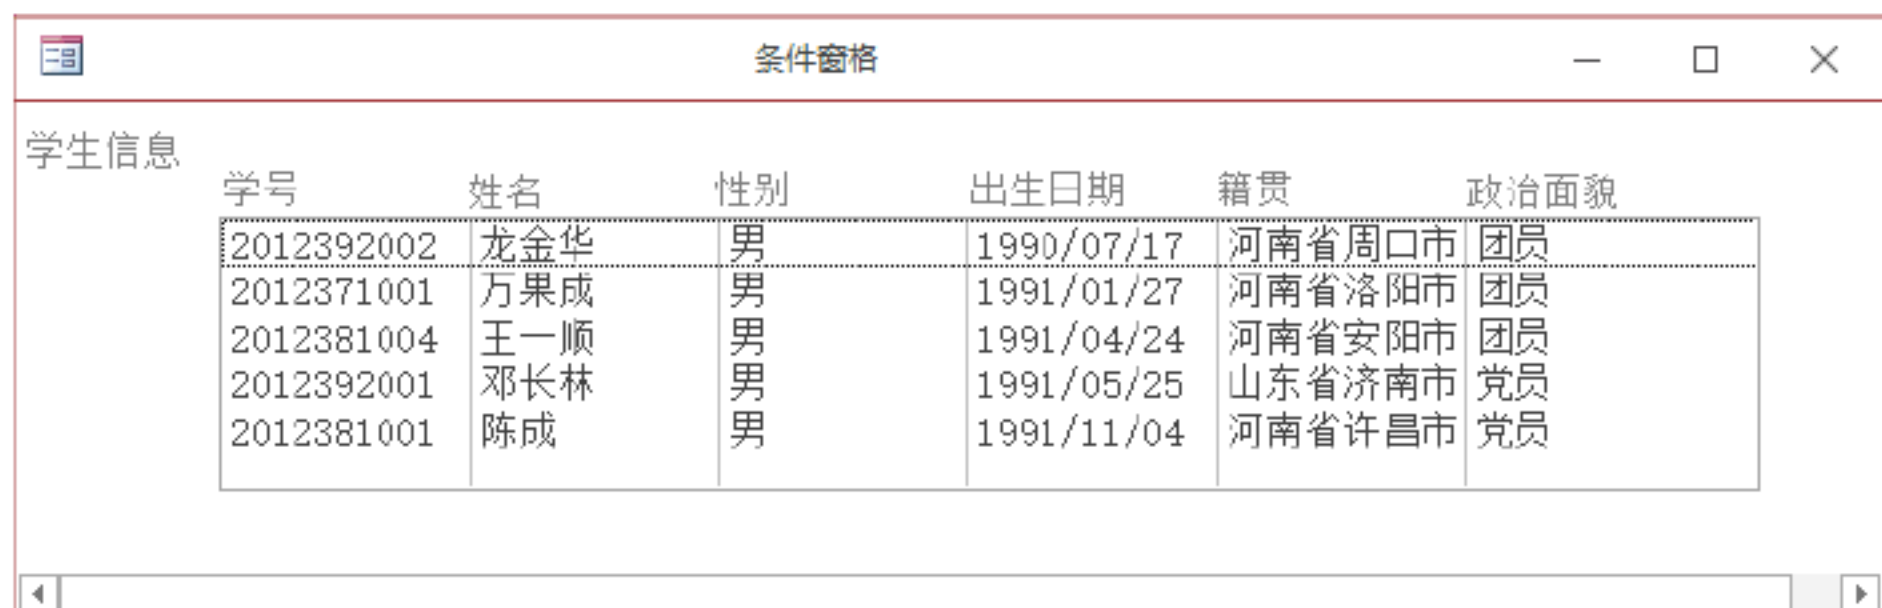 条件窗格
学生信息
学号 姓名 性别 出生日期 籍贯 政治面貌
2012392002 龙金华 男 1990/07/17 河南省周口市 团员
2012371001 万果成 男 1991/01/27 河南省洛阳市 团员
2012381004 王一顺 男 1991/04/24 河南省安阳市 团员
2012392001 邓长林 男 1991/05/25 山东省济南市 党员
2012381001 陈成 男 1991/11/04 河南省许昌市 党员